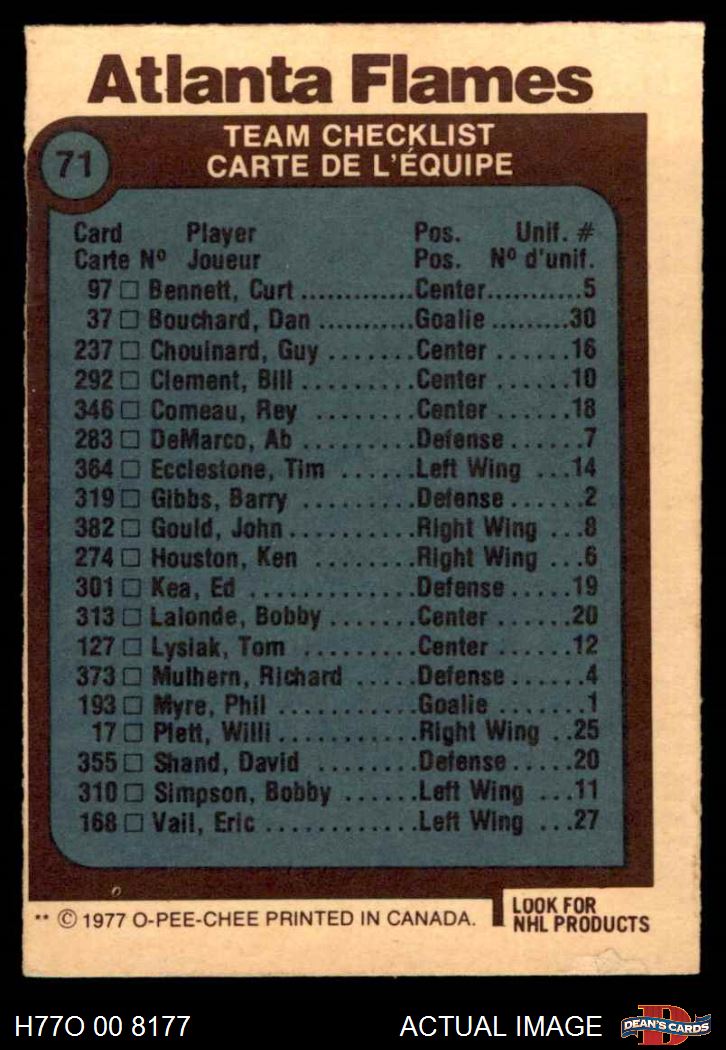 Atlanta Flames
71
TEAM CHECKLIST
CARTE DE L'ÉQUIPE
Card Player Pos. Unif. #
Carte Nº Joueur Pos. Nº d'unif.
97 □ Bennett, Curt ............Center...........5
37 □ Bouchard, Dan ..........Goalie .........30
237 □ Chouinard, Guy .......Center ......16
292 □ Clement, Bill .........Center ......10
346 □ Comeau, Rey ........Center ......18
283 □ DeMarco, Ab .........Defense ......7
364 □ Ecclestone, Tim ......Left Wing ...14
319 □ Gibbs, Barry .........Defense ......2
382 □ Gould, John..........Right Wing ...8
274 □ Houston, Ken ........Right Wing ...6
301 □ Kea, Ed ............Defense .....19
313 □ Lalonde, Bobby .......Center ......20
127 □ Lysiak, Tom .........Center ......12
373 □ Mulhern, Richard .....Defense ......4
193 □ Myre, Phil ..........Goalie .......1
17 □ Plett, Willi ...........Right Wing ..25
355 □ Shand, David ........Defense .....20
310 □ Simpson, Bobby ......Left Wing ...11
168 □ Vail, Eric ...........Left Wing ...27
** © 1977 O-PEE-CHEE PRINTED IN CANADA.
LOOK FOR
NHL PRODUCTS
H77O 00 8177 ACTUAL IMAGE
D
DEAN'S CARDS